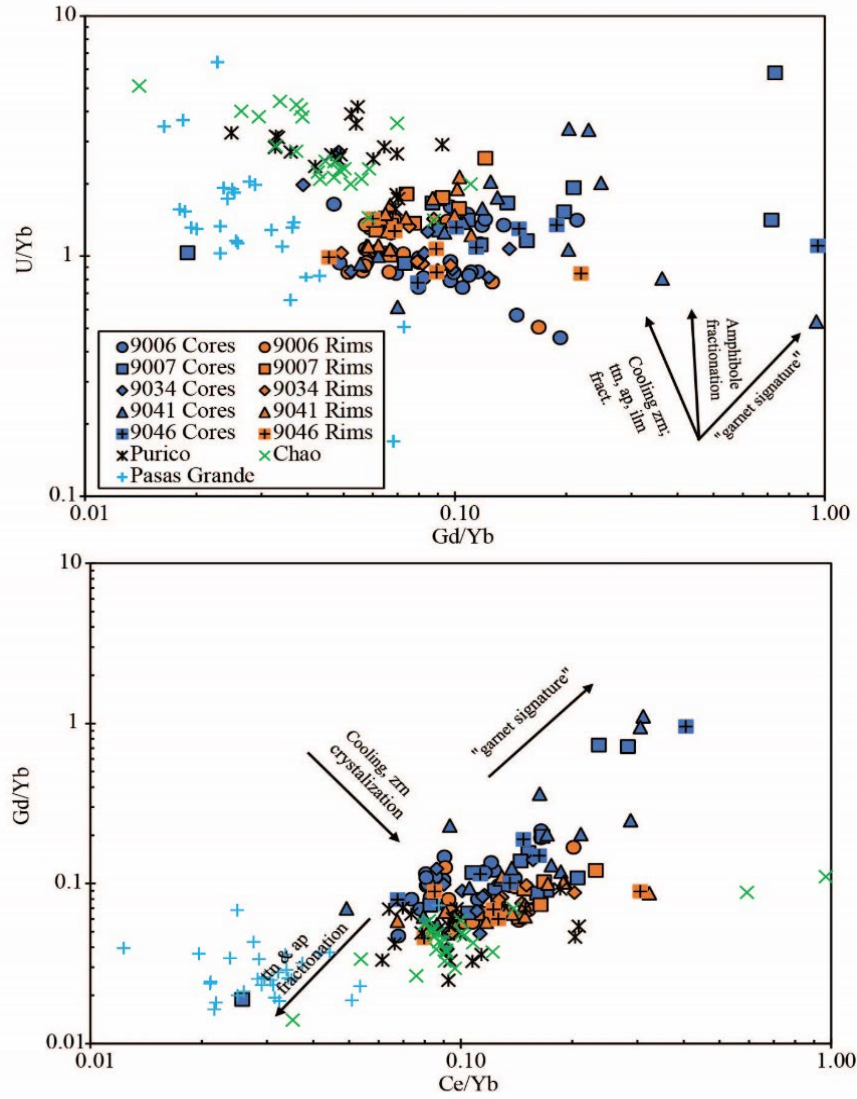 10
U/Yb
1
0.1
0.01
0.10
1.00
Gd/Yb
9006 Cores 9006 Rims
9007 Cores 9007 Rims
9034 Cores 9034 Rims
9041 Cores 9041 Rims
9046 Cores 9046 Rims
Purico Chao
Pasas Grande
Cooling zrn;
ttn, ap, ilm
fract.
Amphibole
fractionation
"garnet signature"
10
Gd/Yb
1
0.1
0.01
0.01
0.10
1.00
Ce/Yb
Cooling, zrn
crystalization
"garnet signature"
ttn & ap
fractionation